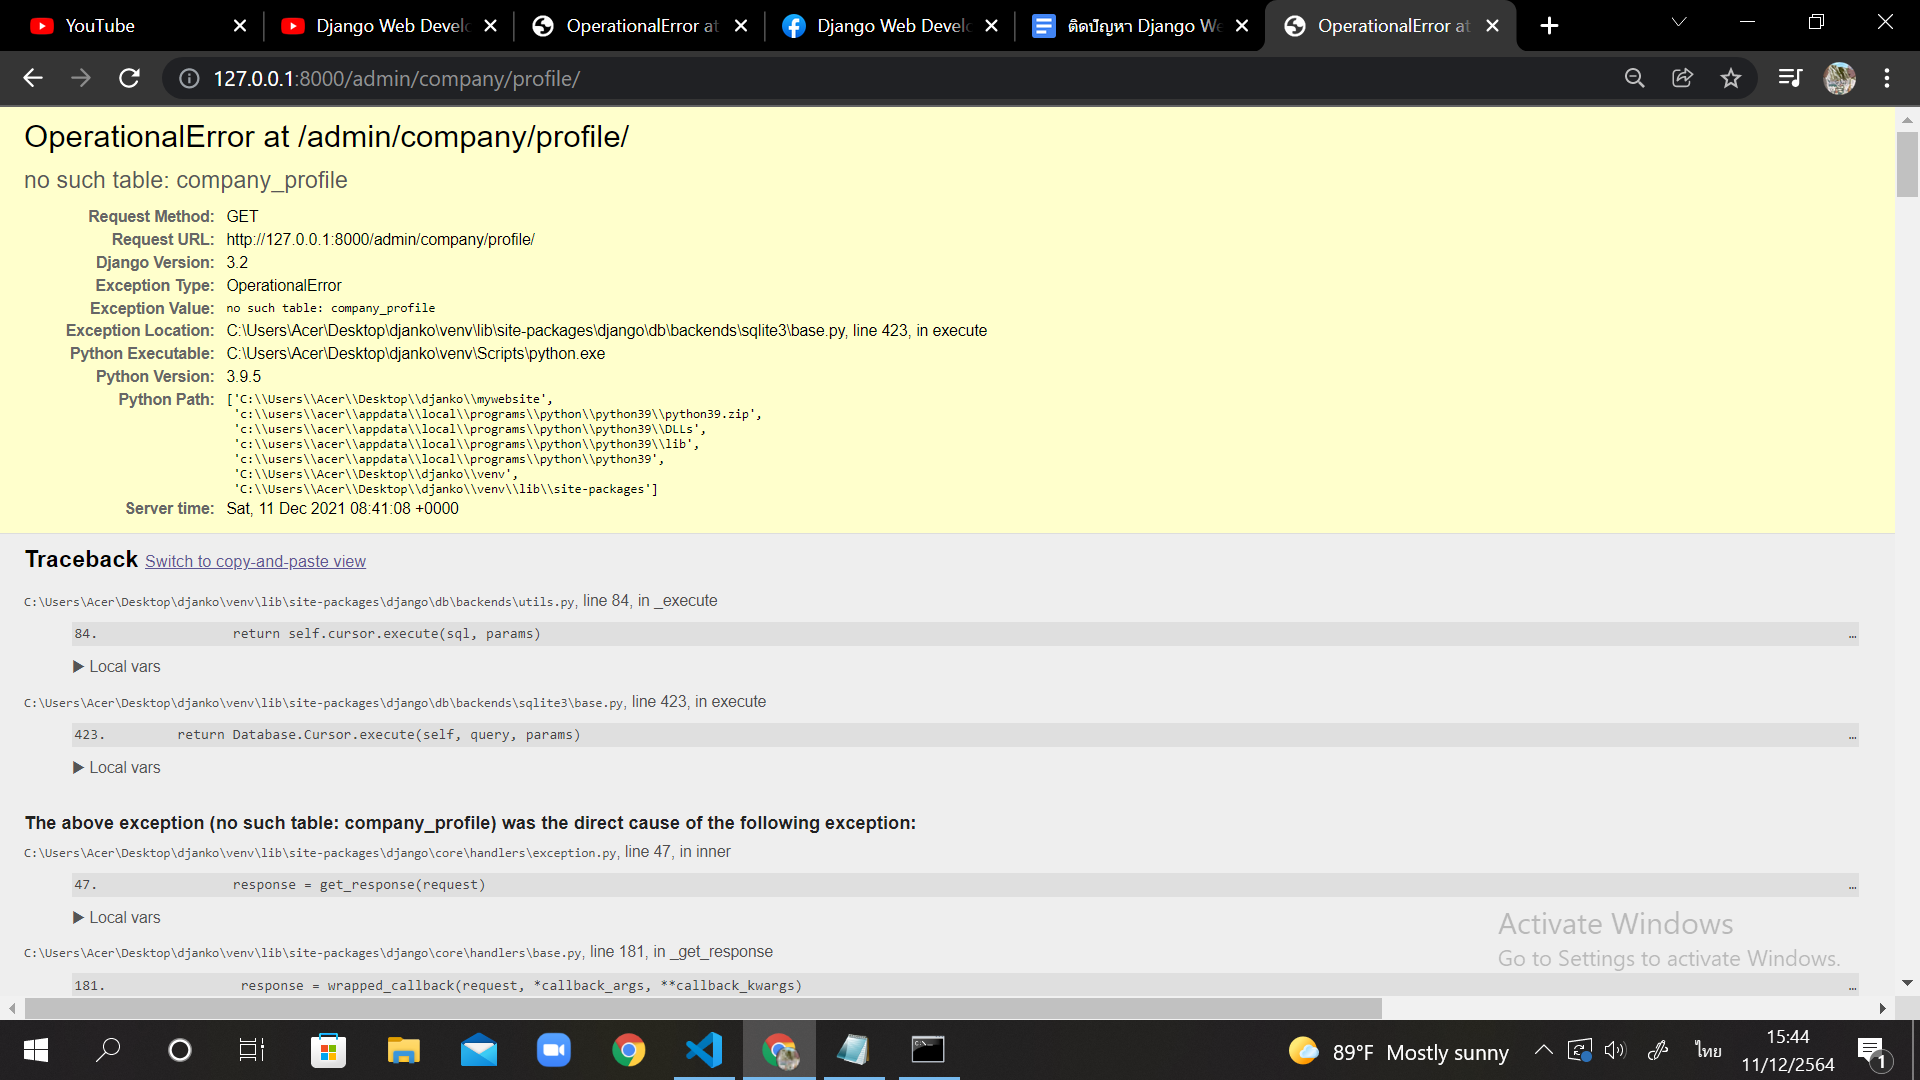 YouTube
Django Web Develo
OperationalError at
Django Web Develo
ติดปัญหา Django We
OperationalError at
127.0.0.1:8000/admin/company/profile/
OperationalError at /admin/company/profile/
no such table: company_profile
Request Method: GET
Request URL: http://127.0.0.1:8000/admin/company/profile/
Django Version: 3.2
Exception Type: OperationalError
Exception Value: no such table: company_profile
Exception Location: C:\Users\Acer\Desktop\djanko\venv\lib\site-packages\django\db\backends\sqlite3\base.py, line 423, in execute
Python Executable: C:\Users\Acer\Desktop\djanko\venv\Scripts\python.exe
Python Version: 3.9.5
Python Path: ['C:\\Users\\Acer\\Desktop\\djanko\\mywebsite',
'c:\\users\\acer\\appdata\\local\\programs\\python\\python39\\python39.zip',
'c:\\users\\acer\\appdata\\local\\programs\\python\\python39\\DLLs',
'c:\\users\\acer\\appdata\\local\\programs\\python\\python39\\lib',
'c:\\users\\acer\\appdata\\local\\programs\\python\\python39',
'C:\\Users\\Acer\\Desktop\\djanko\\venv',
'C:\\Users\\Acer\\Desktop\\djanko\\venv\\lib\\site-packages']
Server time: Sat, 11 Dec 2021 08:41:08 +0000
Traceback Switch to copy-and-paste view
C:\Users\Acer\Desktop\djanko\venv\lib\site-packages\django\db\backends\utils.py, line 84, in _execute
84. return self.cursor.execute(sql, params) …
▶ Local vars
C:\Users\Acer\Desktop\djanko\venv\lib\site-packages\django\db\backends\sqlite3\base.py, line 423, in execute
423. return Database.Cursor.execute(self, query, params) …
▶ Local vars
The above exception (no such table: company_profile) was the direct cause of the following exception:
C:\Users\Acer\Desktop\djanko\venv\lib\site-packages\django\core\handlers\exception.py, line 47, in inner
47. response = get_response(request) …
▶ Local vars
C:\Users\Acer\Desktop\djanko\venv\lib\site-packages\django\core\handlers\base.py, line 181, in _get_response
181. response = wrapped_callback(request, *callback_args, **callback_kwargs) …
Activate Windows
Go to Settings to activate Windows.
89°F Mostly sunny
ไทย
15:44
11/12/2564
1